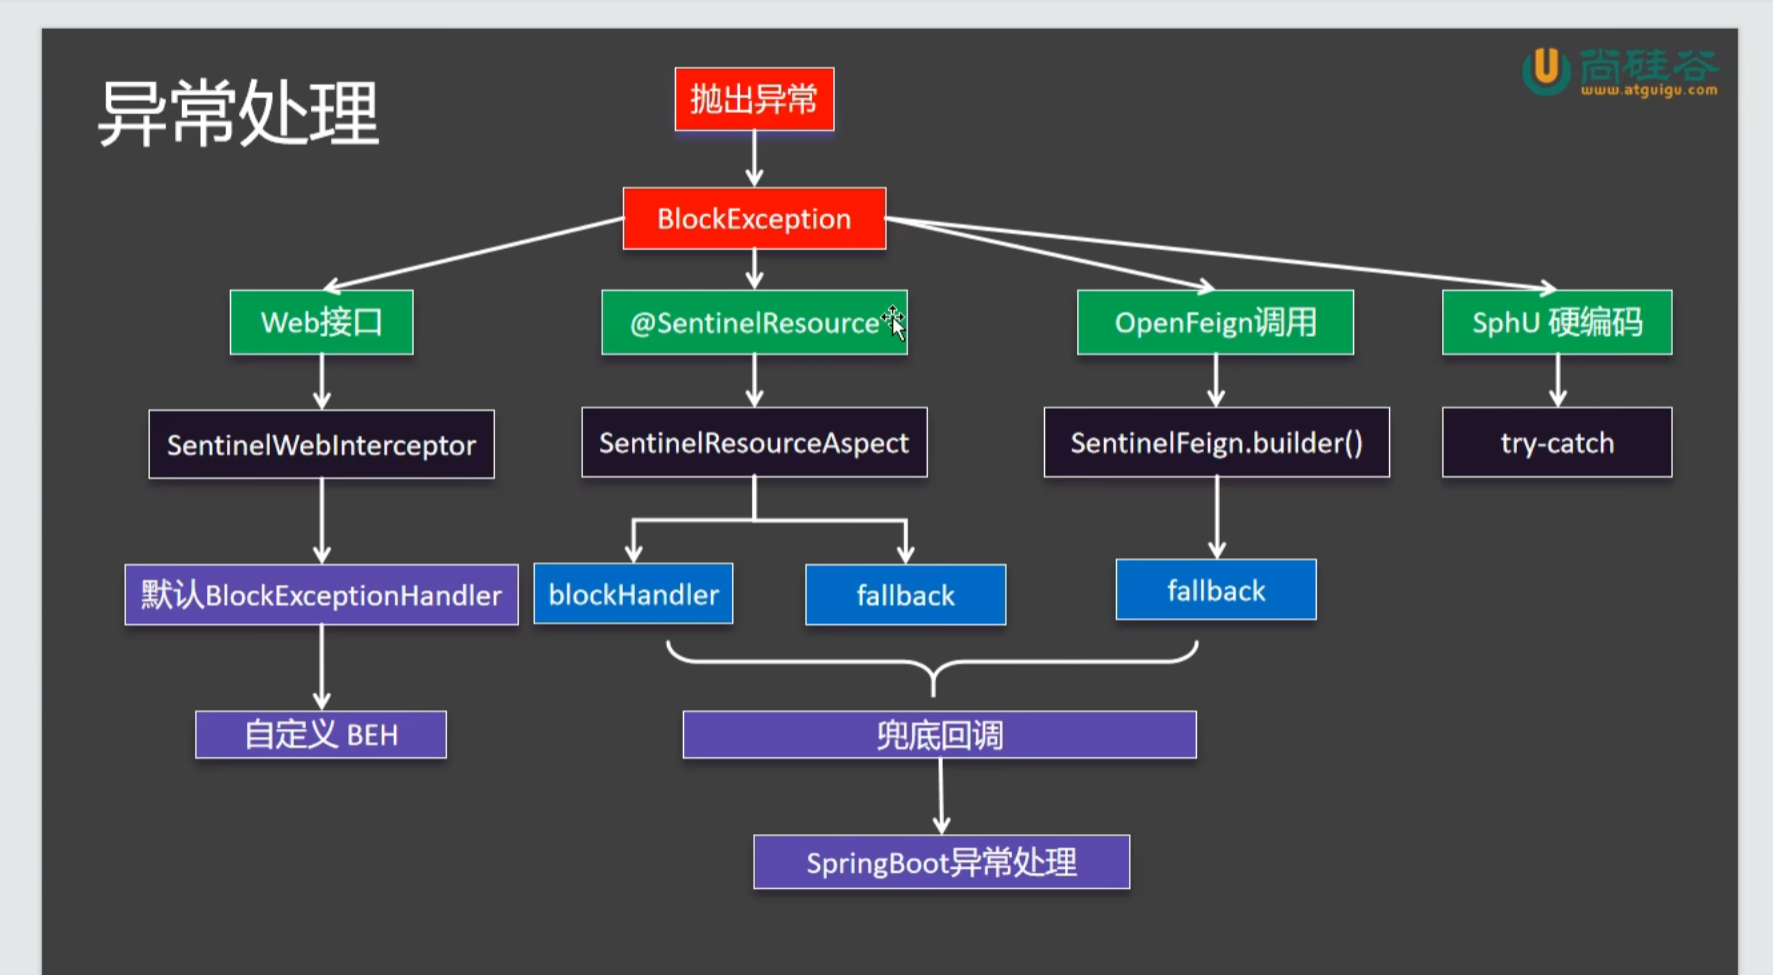 异常处理
尚硅谷
www.atguigu.com
抛出异常
BlockException
Web接口
@SentinelResource
OpenFeign调用
SphU 硬编码
SentinelWebInterceptor
SentinelResourceAspect
SentinelFeign.builder()
try-catch
默认BlockExceptionHandler
blockHandler
fallback
fallback
自定义 BEH
兜底回调
SpringBoot异常处理